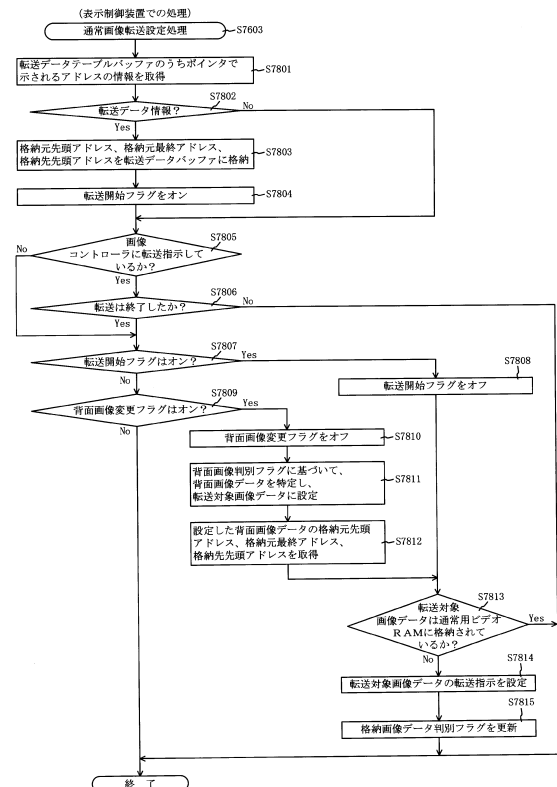 (表示制御装置での処理)
通常画像転送設定処理
S7603
転送データテーブルバッファのうちポインタで
示されるアドレスの情報を取得
S7801
転送データ情報?
S7802
No
Yes
格納元先頭アドレス、格納元最終アドレス、
格納先先頭アドレスを転送データバッファに格納
S7803
転送開始フラグをオン
S7804
画像
コントローラに転送指示して
いるか?
S7805
No
Yes
転送は終了したか?
S7806
No
Yes
転送開始フラグはオン?
S7807
Yes
No
転送開始フラグをオフ
S7808
背面画像変更フラグはオン?
S7809
Yes
No
背面画像変更フラグをオフ
S7810
背面画像判別フラグに基づいて、
背面画像データを特定し、
転送対象画像データに設定
S7811
設定した背面画像データの格納元先頭
アドレス、格納元最終アドレス、
格納先先頭アドレスを取得
S7812
転送対象
画像データは通常用ビデオ
RAMに格納されて
いるか?
S7813
Yes
No
転送対象画像データの転送指示を設定
S7814
格納画像データ判別フラグを更新
S7815
終 了